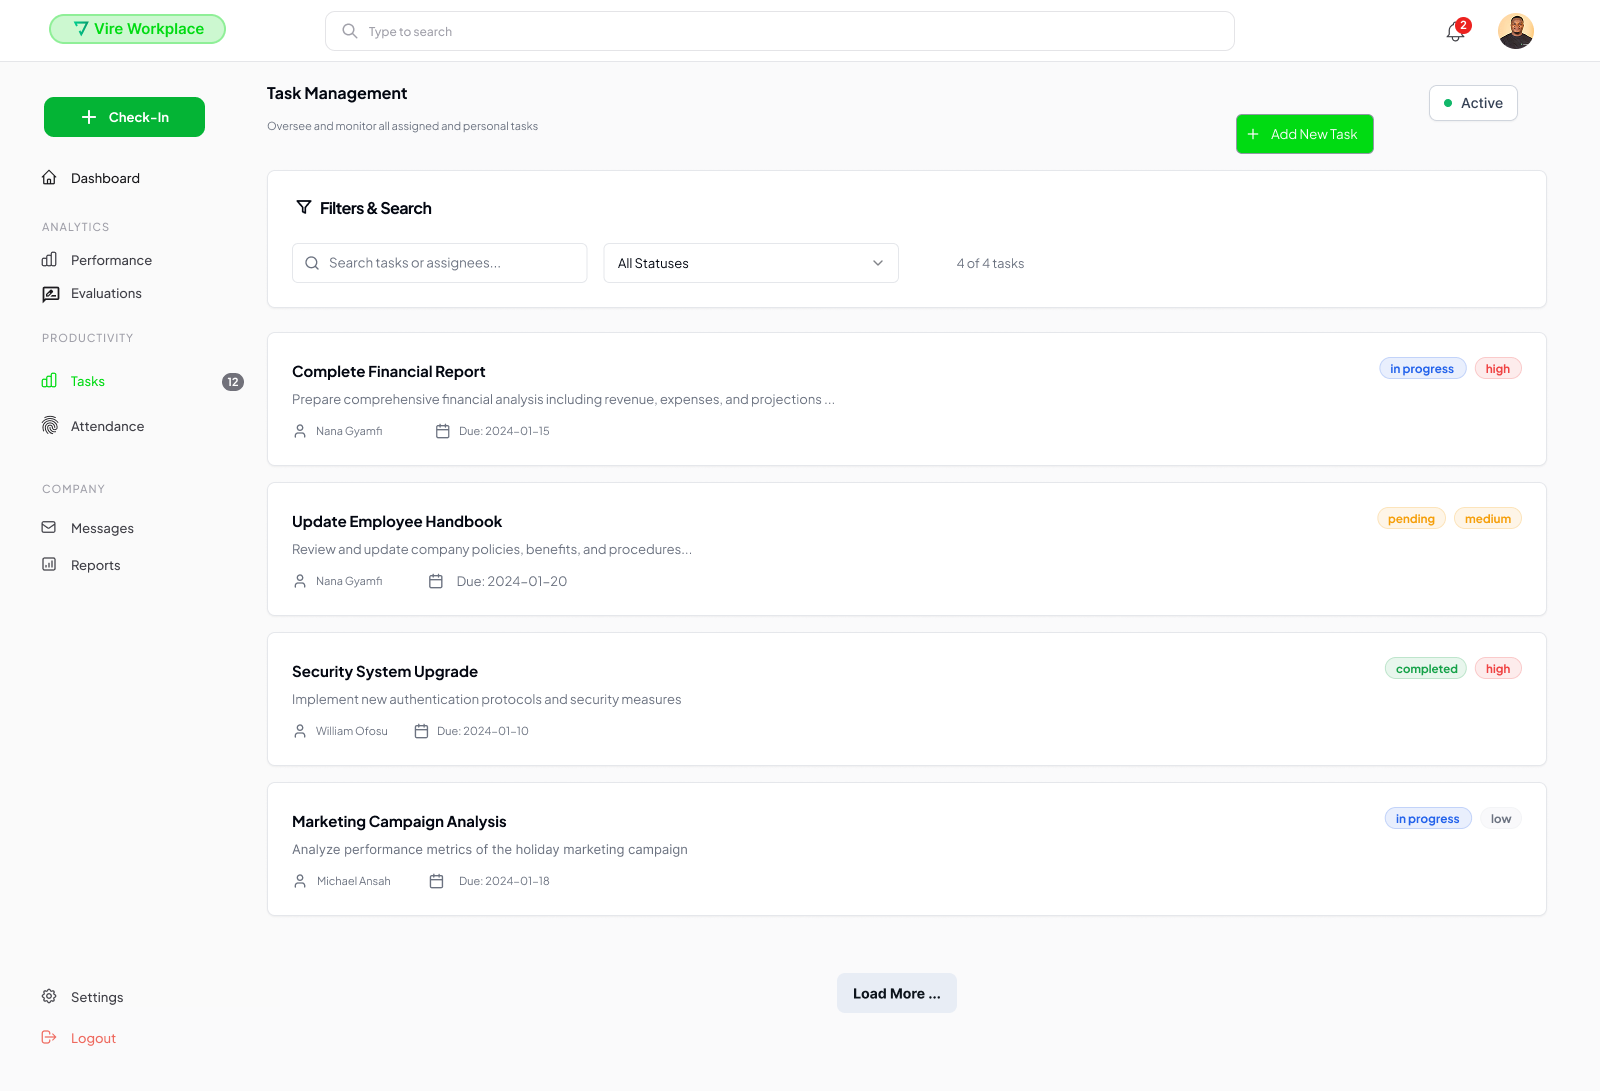 Vire Workplace
Type to search
2
Check-In
Dashboard
ANALYTICS
Performance
Evaluations
PRODUCTIVITY
Tasks
12
Attendance
COMPANY
Messages
Reports
Settings
Logout
Task Management
Oversee and monitor all assigned and personal tasks
Add New Task
Active
Filters & Search
Search tasks or assignees...
All Statuses
4 of 4 tasks
Complete Financial Report
in progress
high
Prepare comprehensive financial analysis including revenue, expenses, and projections ...
Nana Gyamfi
Due: 2024-01-15
Update Employee Handbook
pending
medium
Review and update company policies, benefits, and procedures...
Nana Gyamfi
Due: 2024-01-20
Security System Upgrade
completed
high
Implement new authentication protocols and security measures
William Ofosu
Due: 2024-01-10
Marketing Campaign Analysis
in progress
low
Analyze performance metrics of the holiday marketing campaign
Michael Ansah
Due: 2024-01-18
Load More ...